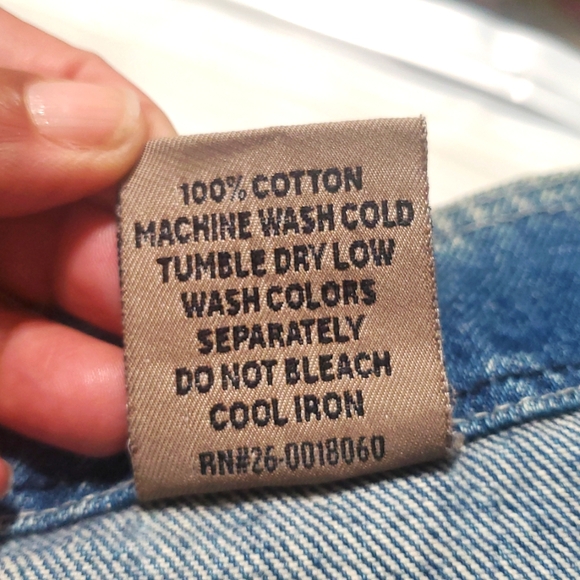 100% COTTON
MACHINE WASH COLD
TUMBLE DRY LOW
WASH COLORS
SEPARATELY
DO NOT BLEACH
COOL IRON
RN#26-0018060